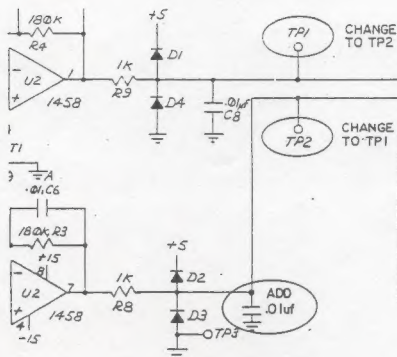 180K
R4
U2
1
1458
1K
R9
+5
D1
D4
.01µf
C8
TP1
CHANGE
TO TP2
TP2
CHANGE
TO TP1
T1
A
.01, C6
180K, R3
+15
8
U2
7
4
-15
1458
1K
R8
+5
D2
D3
TP3
ADD
.01uf